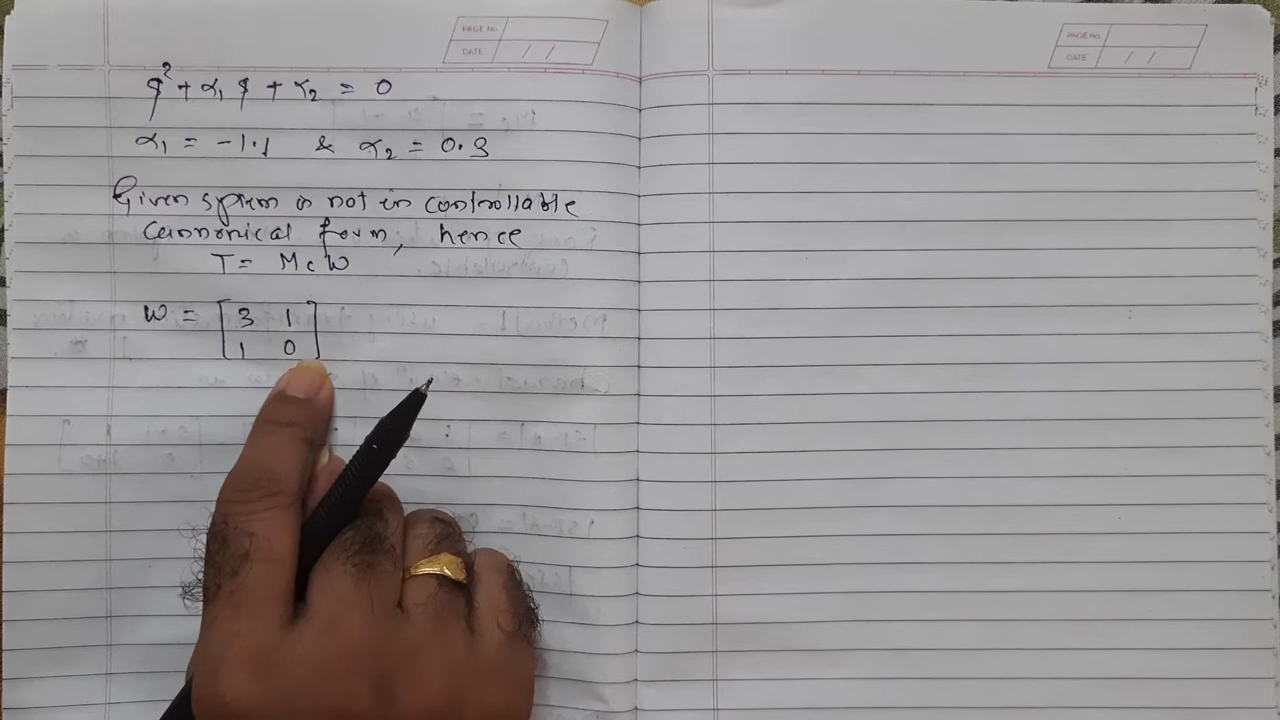 PAGE NO
DATE / /
PAGE NO.
DATE / /
s² + α₁ s + α₂ = 0
α₁ = -1.1 & α₂ = 0.3
Given system is not in controllable
canonical form, hence
T = Mc W
W = [3 1
1 0]